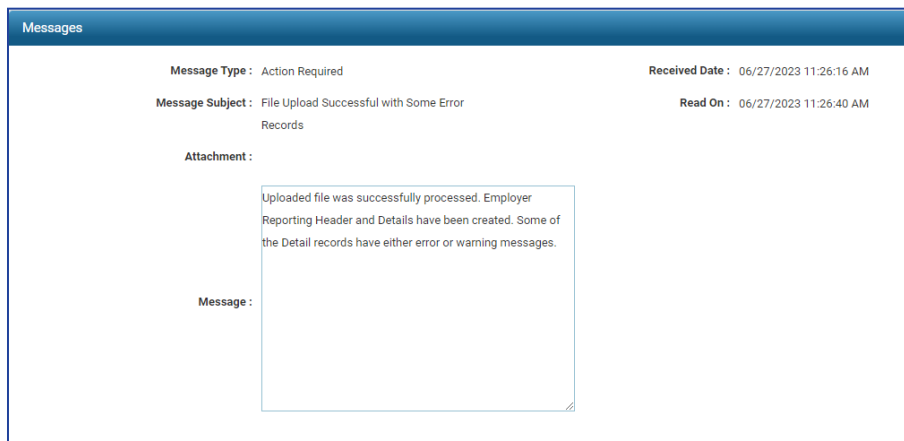 Messages
Message Type : Action Required
Received Date : 06/27/2023 11:26:16 AM
Message Subject : File Upload Successful with Some Error
Records
Read On : 06/27/2023 11:26:40 AM
Attachment :
Message :
Uploaded file was successfully processed. Employer
Reporting Header and Details have been created. Some of
the Detail records have either error or warning messages.